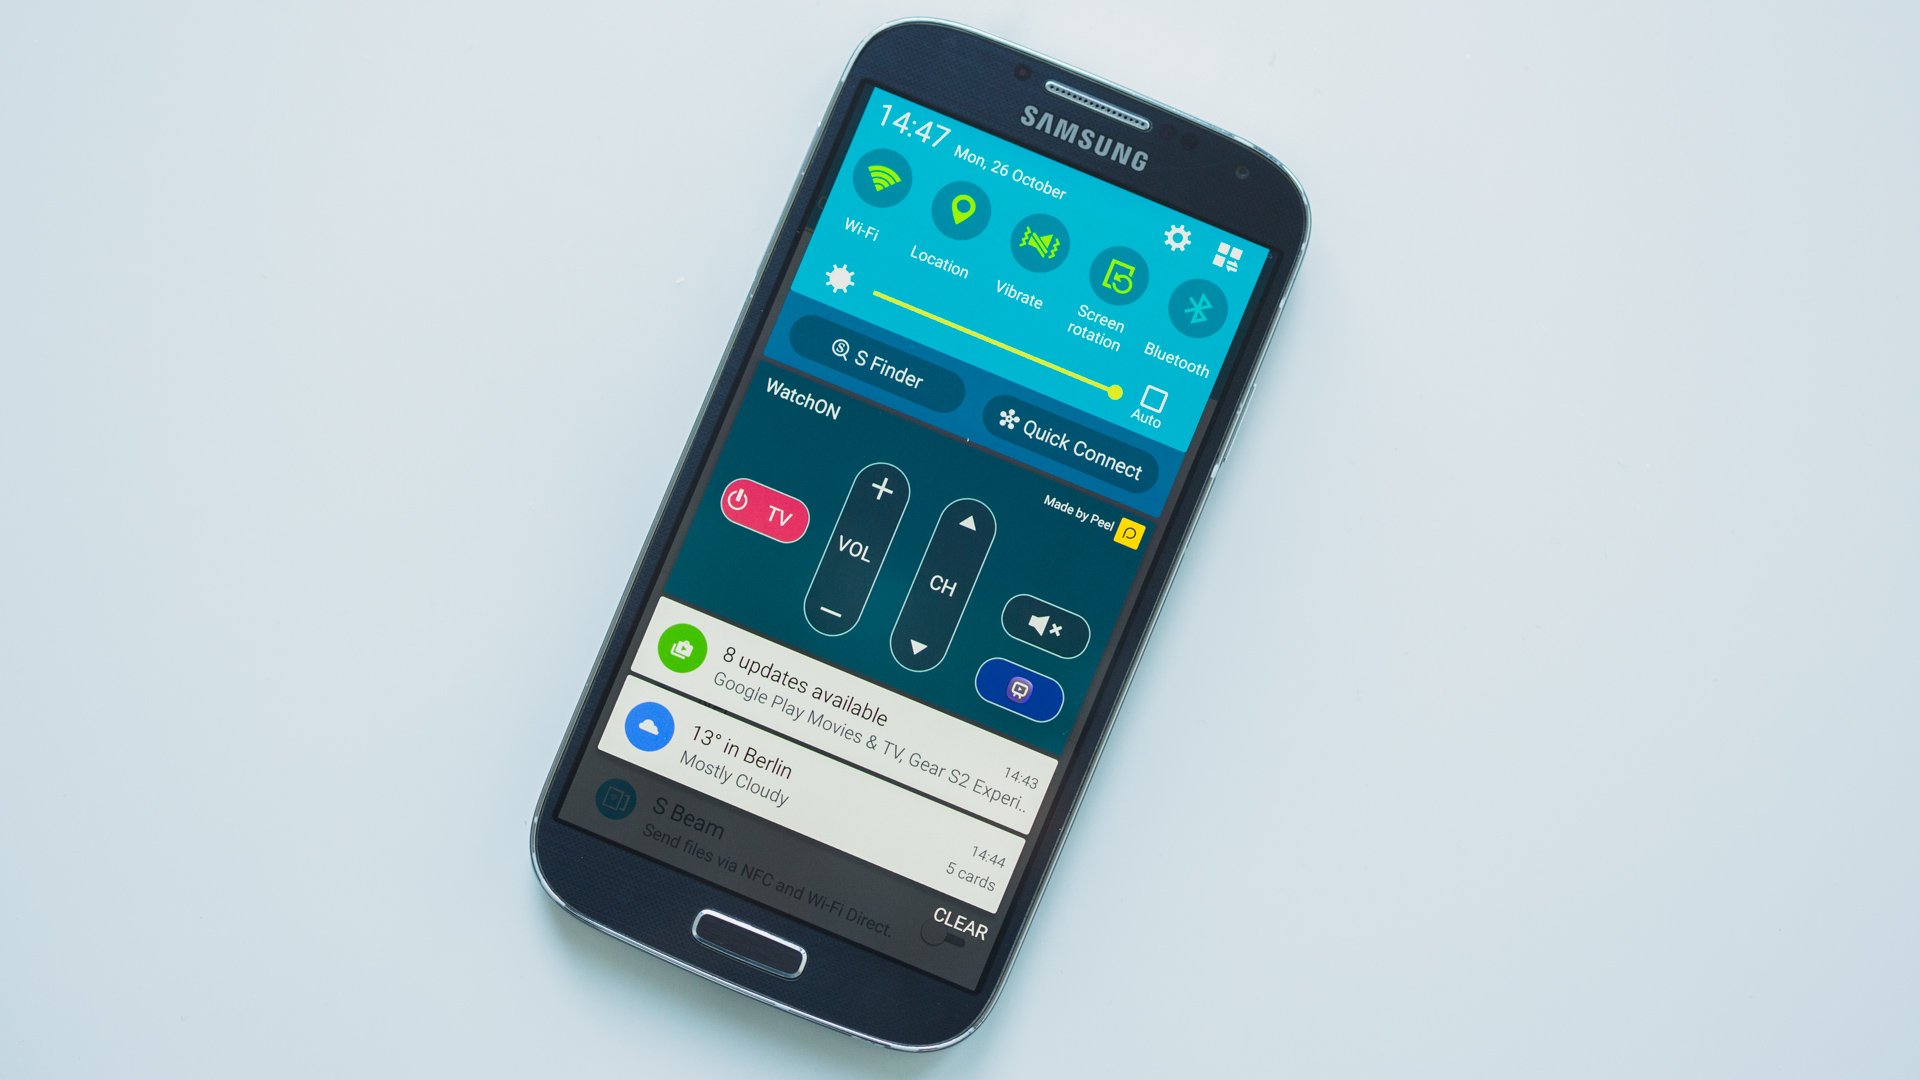 SAMSUNG
14:47 Mon, 26 October
Wi-Fi
Location
Vibrate
Screen
rotation
Bluetooth
Auto
S Finder
Quick Connect
WatchON
Made by Peel
TV
+
VOL
−
CH
8 updates available
Google Play Movies & TV, Gear S2 Experi..
14:43
13° in Berlin
Mostly Cloudy
14:44
5 cards
S Beam
Send files via NFC and Wi-Fi Direct.
CLEAR